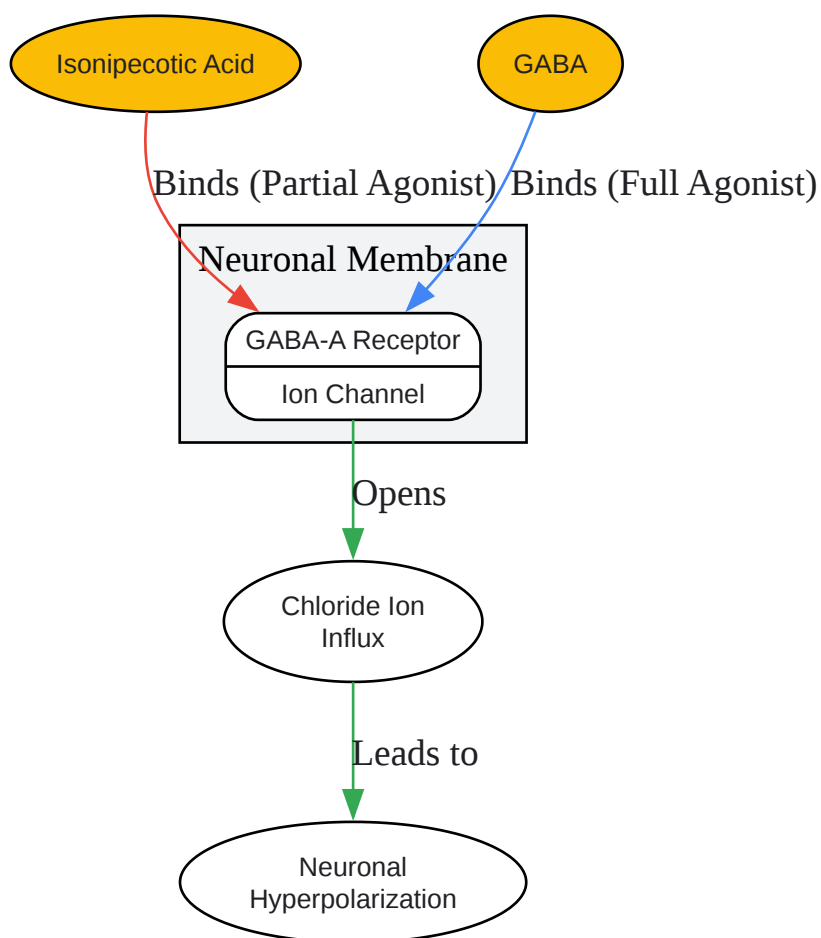 Isonipecotic Acid
GABA
Binds (Partial Agonist)
Binds (Full Agonist)
Neuronal Membrane
GABA-A Receptor
Ion Channel
Opens
Chloride Ion
Influx
Leads to
Neuronal
Hyperpolarization